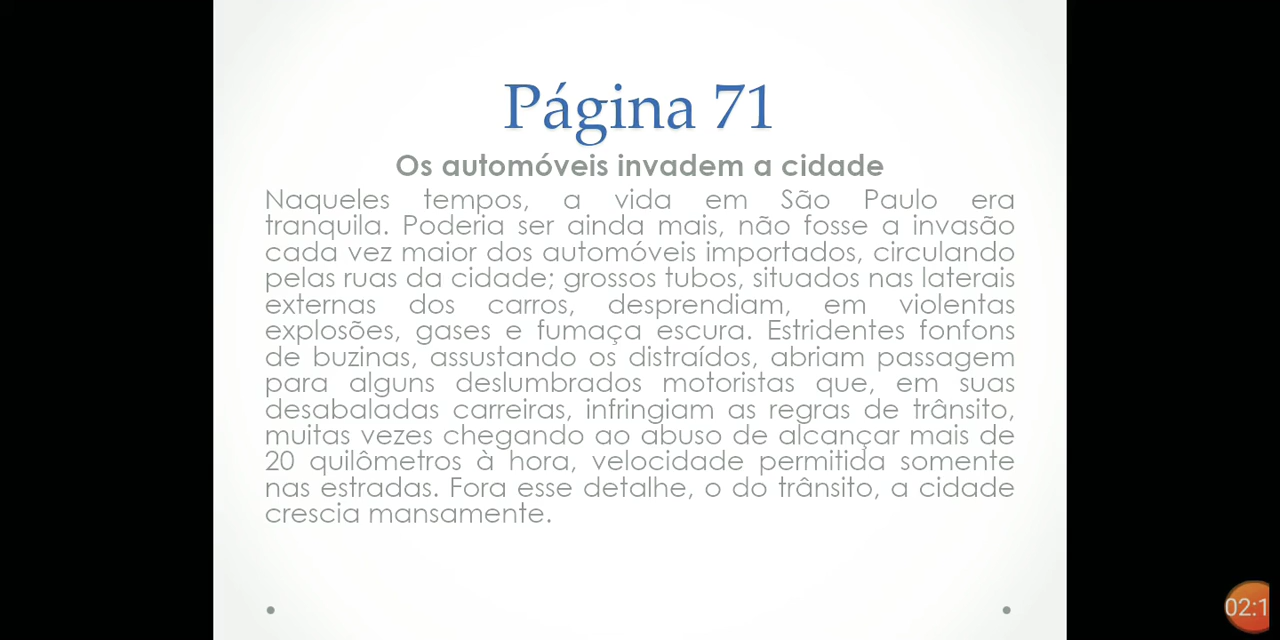 Página 71
Os automóveis invadem a cidade
Naqueles tempos, a vida em São Paulo era
tranquila. Poderia ser ainda mais, não fosse a invasão
cada vez maior dos automóveis importados, circulando
pelas ruas da cidade; grossos tubos, situados nas laterais
externas dos carros, desprendiam, em violentas
explosões, gases e fumaça escura. Estridentes fonfons
de buzinas, assustando os distraídos, abriam passagem
para alguns deslumbrados motoristas que, em suas
desabaladas carreiras, infringiam as regras de trânsito,
muitas vezes chegando ao abuso de alcançar mais de
20 quilômetros à hora, velocidade permitida somente
nas estradas. Fora esse detalhe, o do trânsito, a cidade
crescia mansamente.
02:1